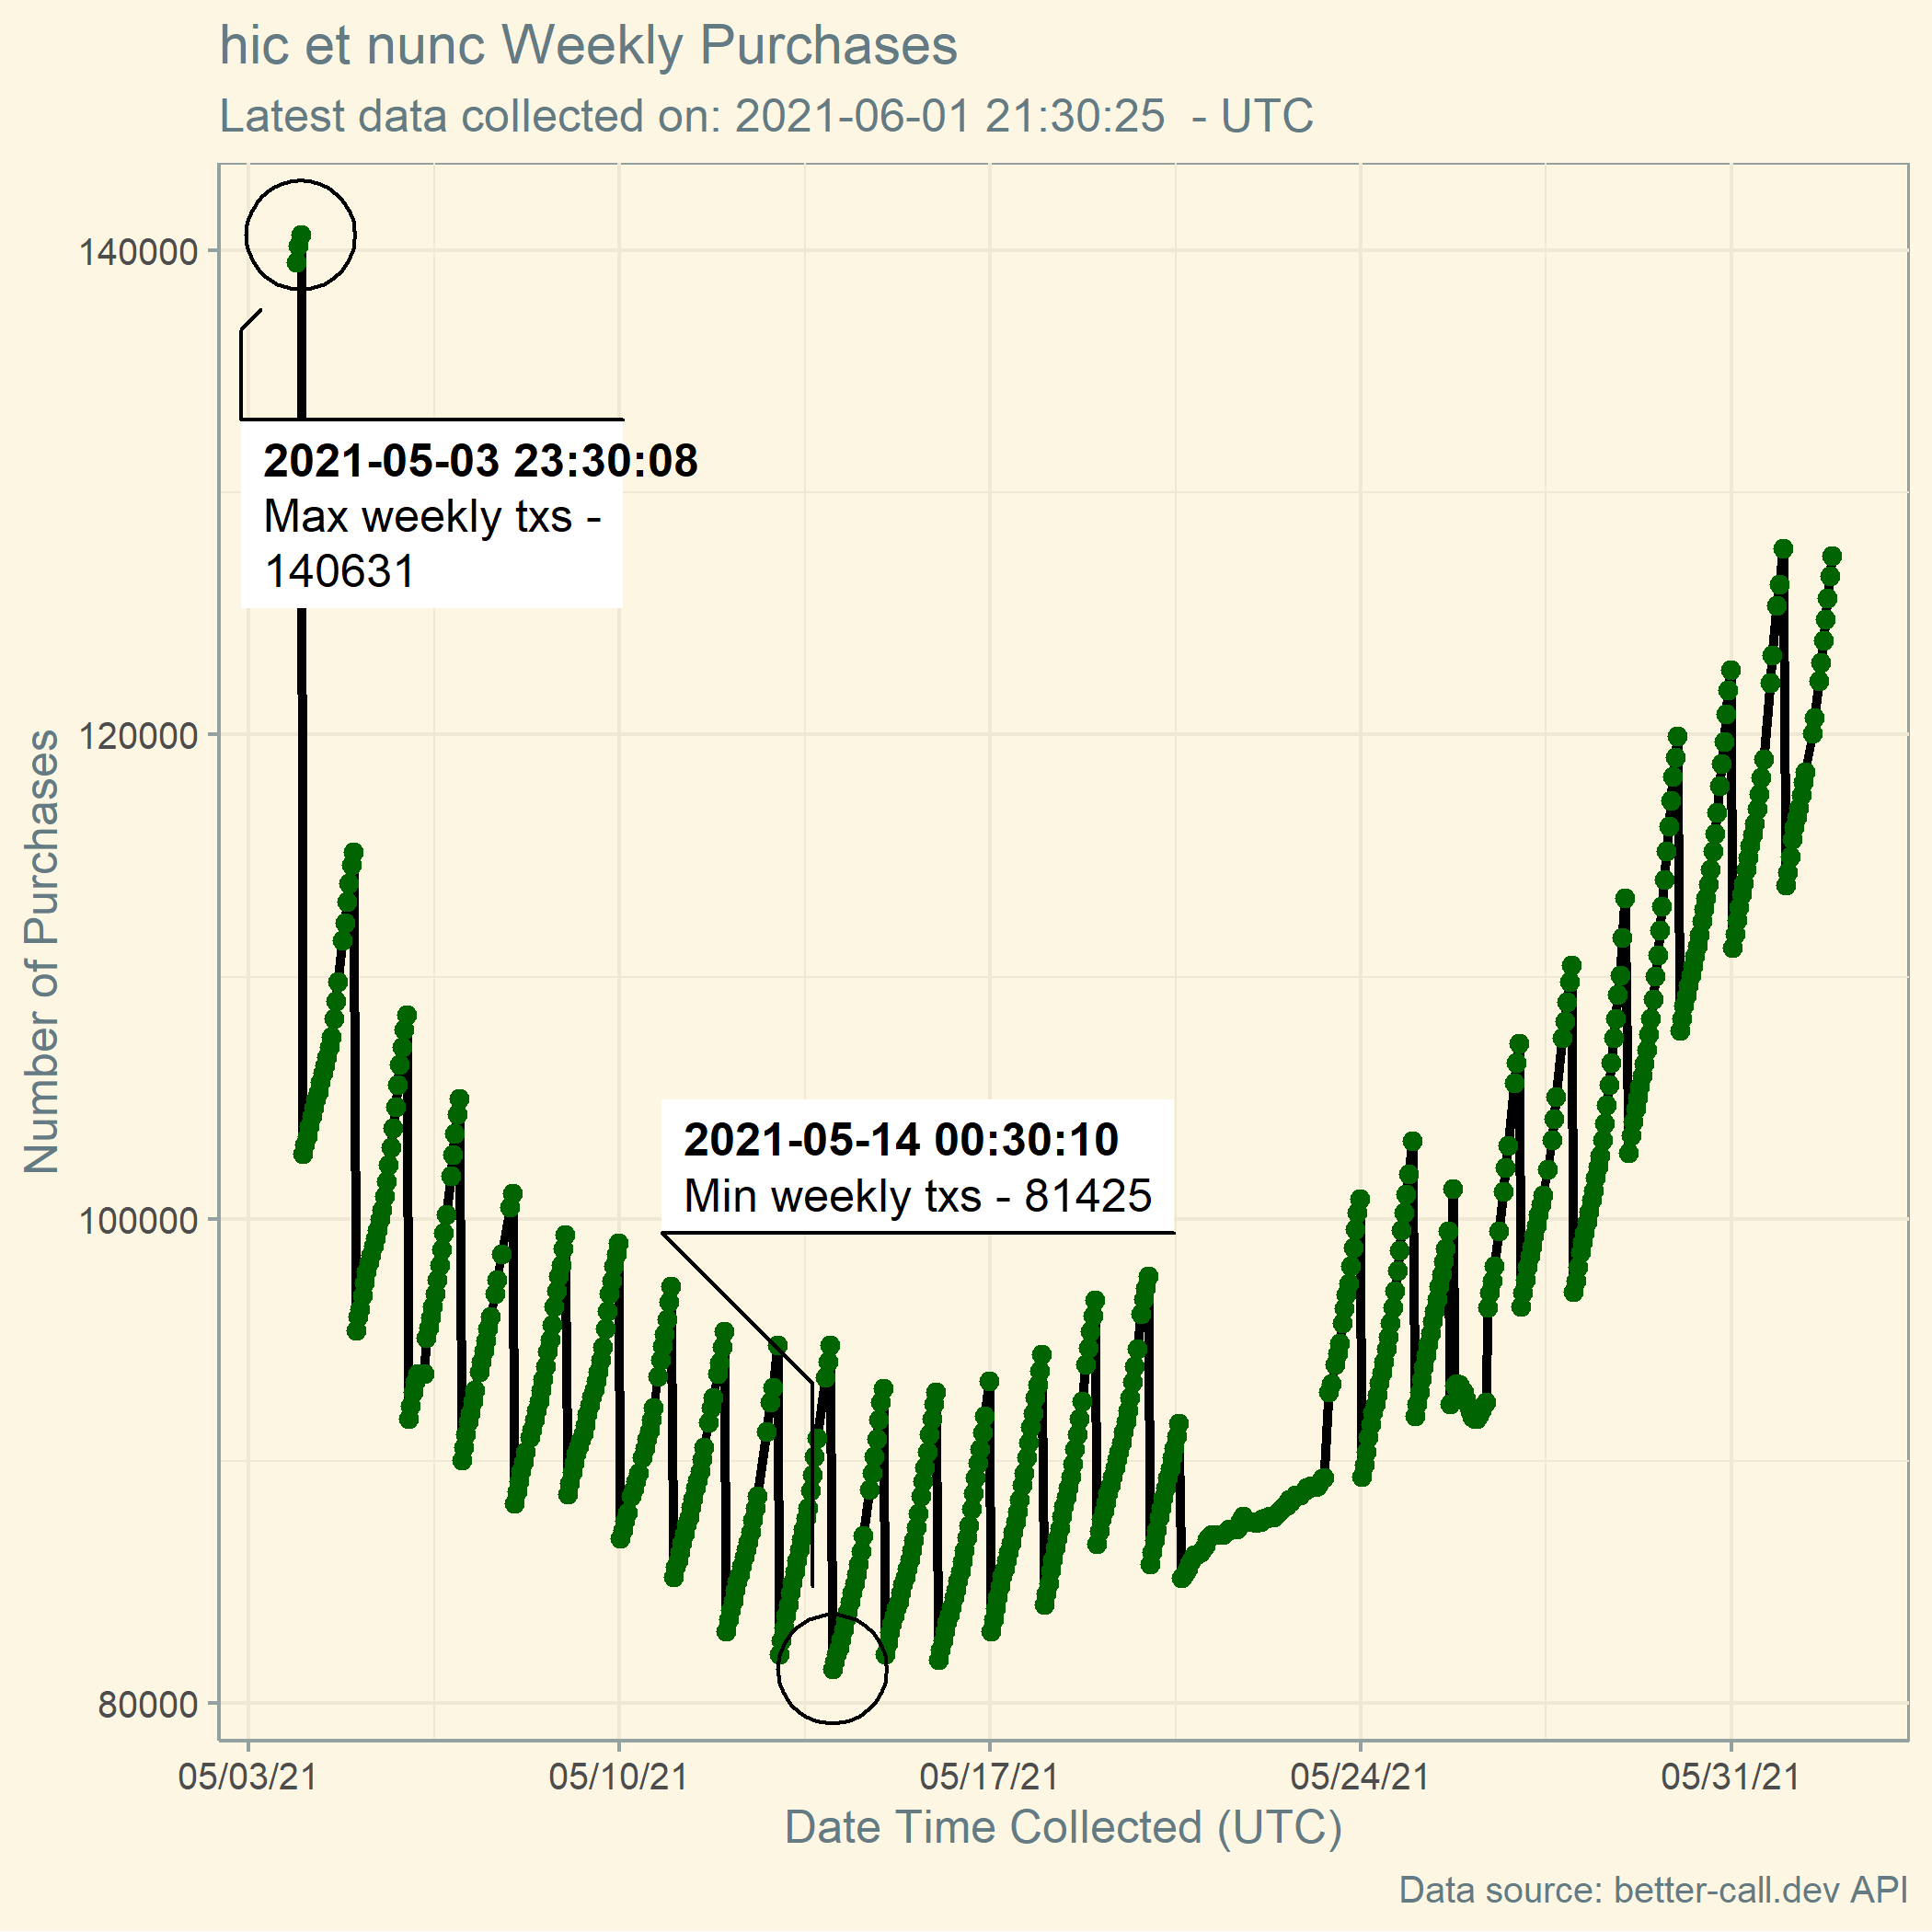 hic et nunc Weekly Purchases
Latest data collected on: 2021-06-01 21:30:25  - UTC
140000
120000
100000
80000
Number of Purchases
2021-05-03 23:30:08
Max weekly txs -
140631
2021-05-14 00:30:10
Min weekly txs - 81425
05/03/21
05/10/21
05/17/21
05/24/21
05/31/21
Date Time Collected (UTC)
Data source: better-call.dev API